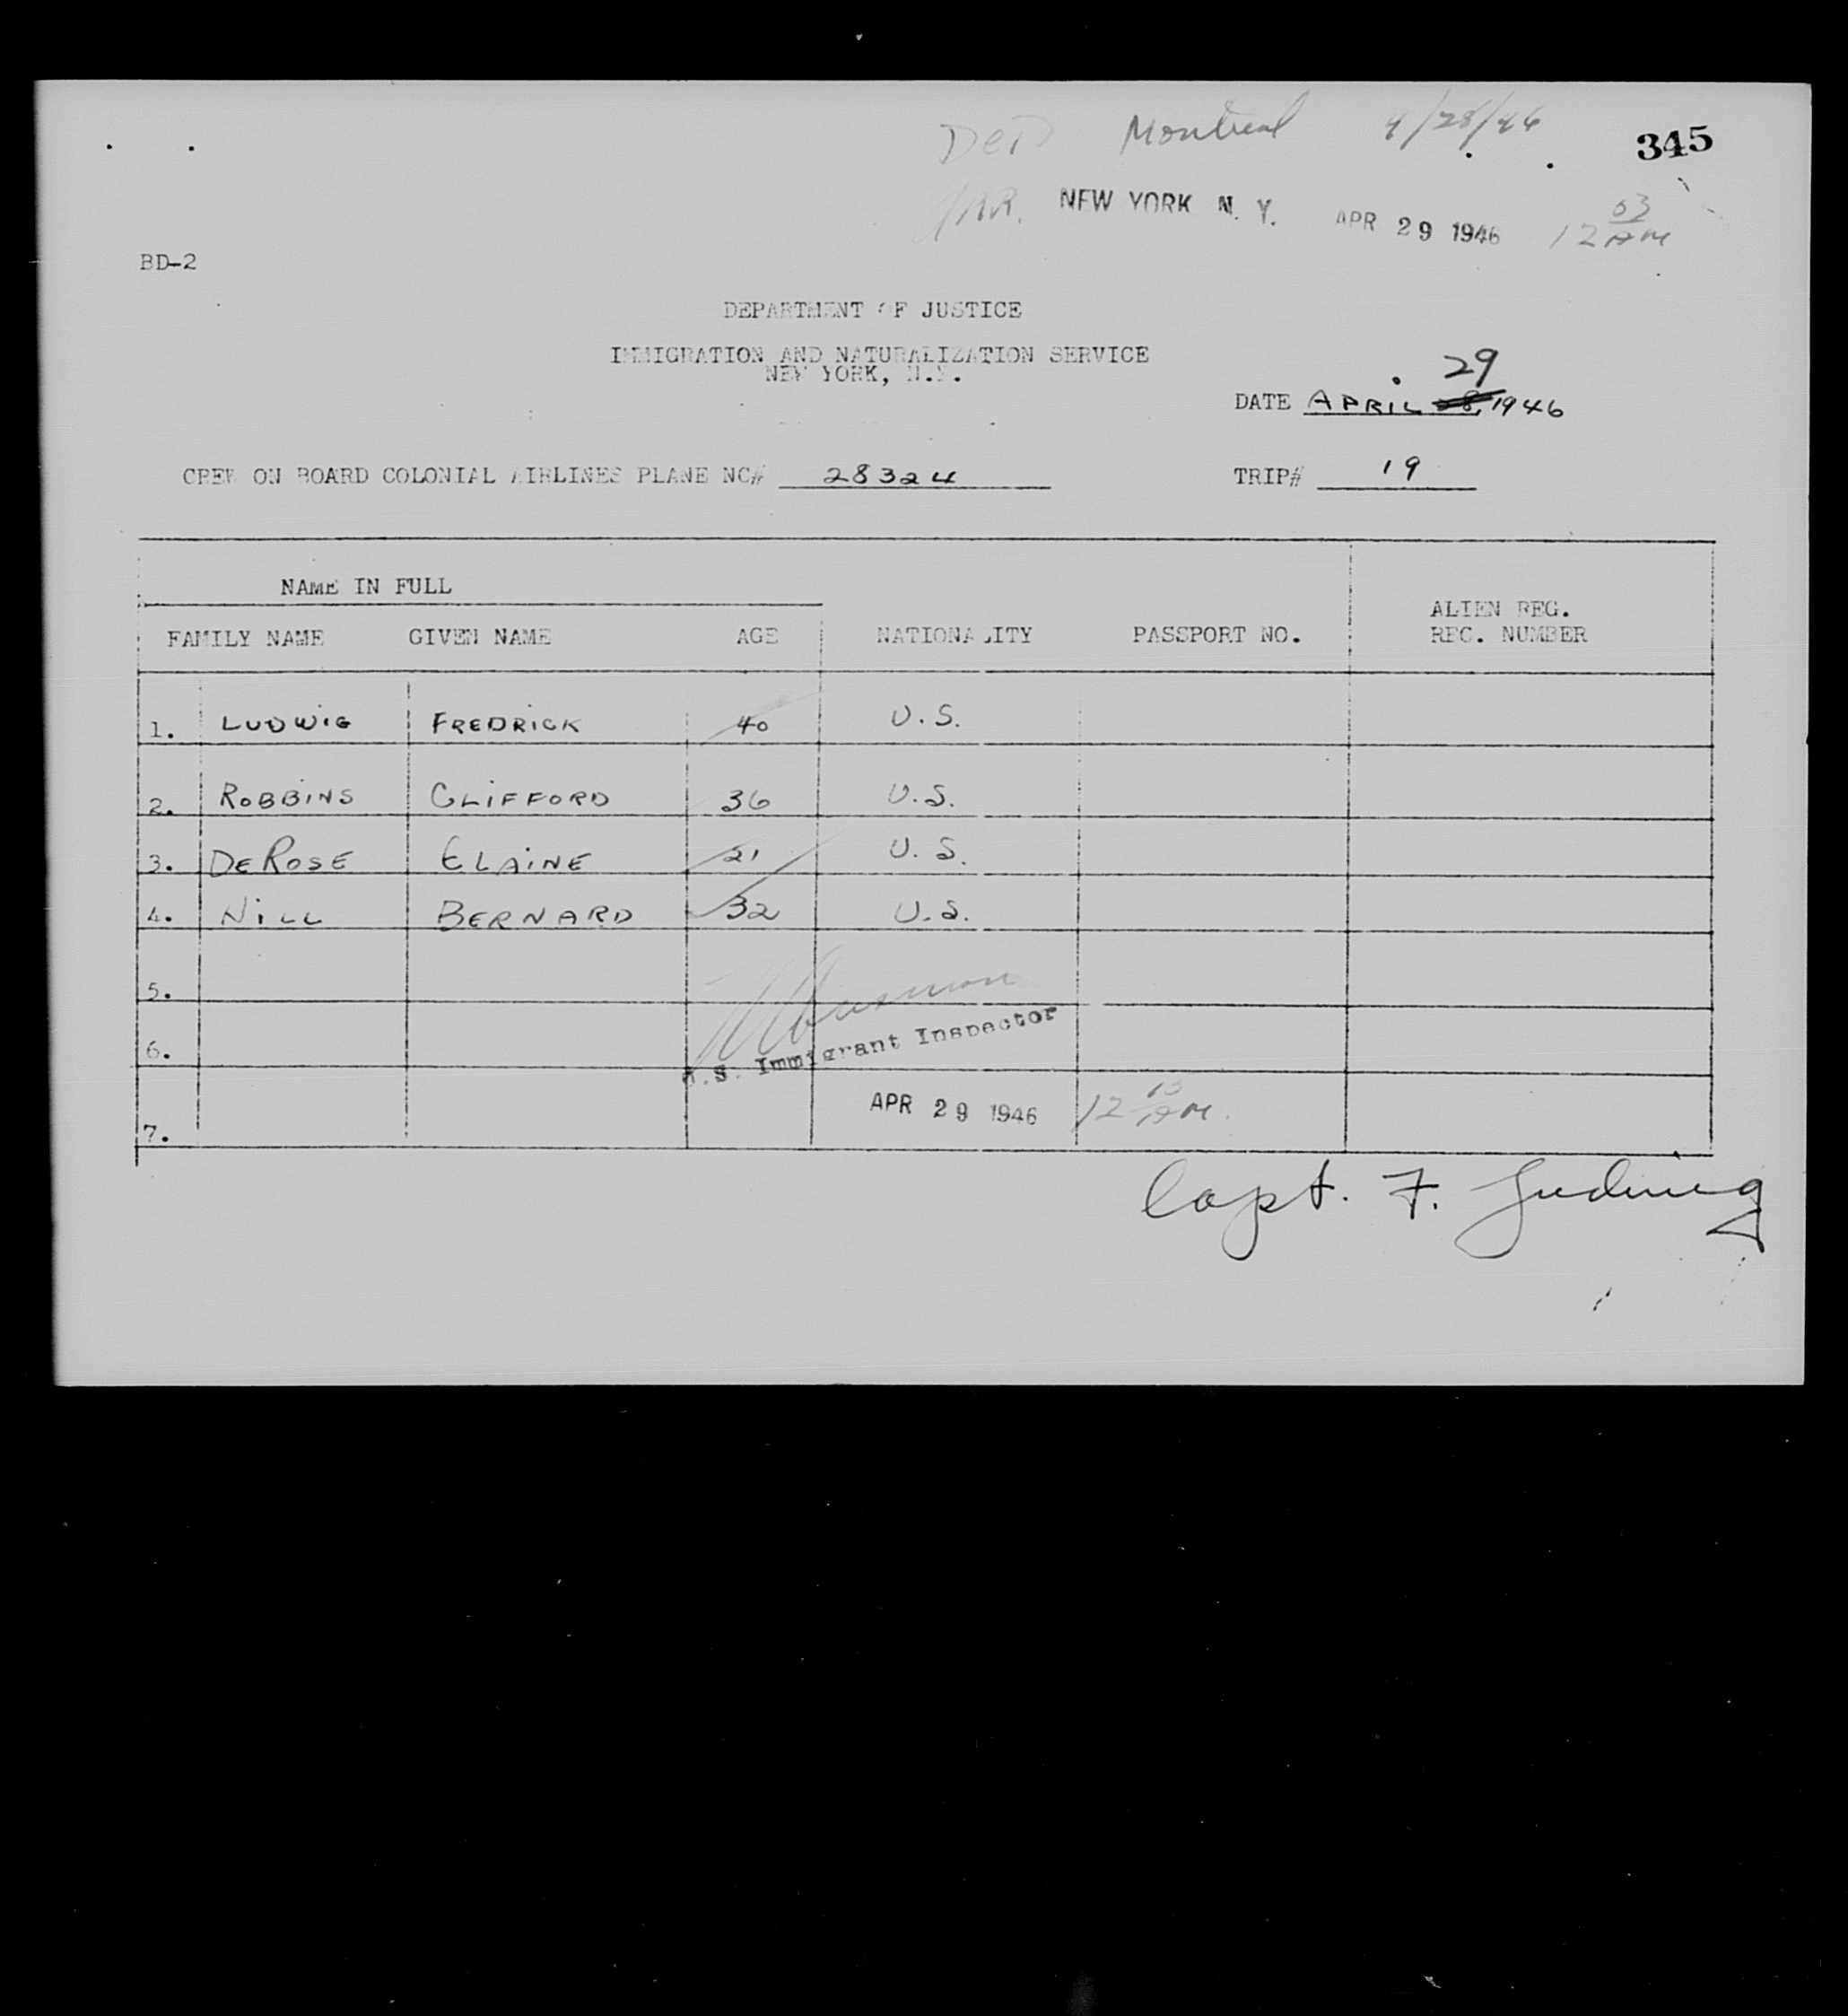 Dep Montreal 4/28/46 345
Arr. NEW YORK N. Y. APR 29 1946 12 03 AM
BD-2
DEPARTMENT OF JUSTICE
IMMIGRATION AND NATURALIZATION SERVICE
NEW YORK, N.Y.
29
DATE APRIL 28, 1946
CREW ON BOARD COLONIAL AIRLINES PLANE NC# 28324 TRIP# 19
NAME IN FULL
FAMILY NAME GIVEN NAME AGE NATIONALITY PASSPORT NO. ALIEN REG. REC. NUMBER
1. LUDWIG FREDRICK 40 U.S.
2. ROBBINS CLIFFORD 36 U.S.
3. DEROSE ELAINE 21 U.S.
4. NILL BERNARD 32 U.S.
5.
6.
U.S. Immigrant Inspector
APR 29 1946 12 13 AM.
7.
Capt. F. Ludwig